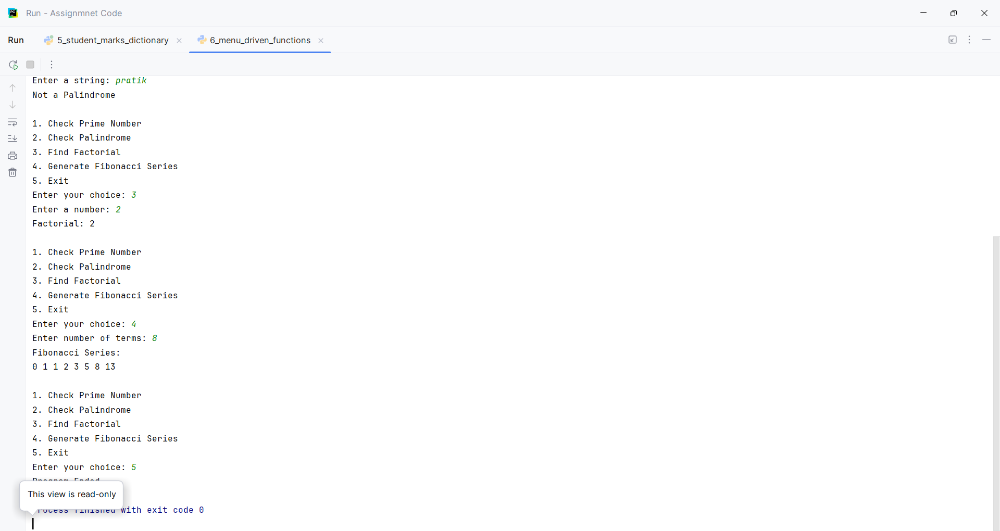 PC
Run - Assignmnet Code
Run 5_student_marks_dictionary 6_menu_driven_functions
Enter a string: pratik
Not a Palindrome
1. Check Prime Number
2. Check Palindrome
3. Find Factorial
4. Generate Fibonacci Series
5. Exit
Enter your choice: 3
Enter a number: 2
Factorial: 2
1. Check Prime Number
2. Check Palindrome
3. Find Factorial
4. Generate Fibonacci Series
5. Exit
Enter your choice: 4
Enter number of terms: 8
Fibonacci Series:
0 1 1 2 3 5 8 13
1. Check Prime Number
2. Check Palindrome
3. Find Factorial
4. Generate Fibonacci Series
5. Exit
Enter your choice: 5
Program Ended
This view is read-only
Process finished with exit code 0